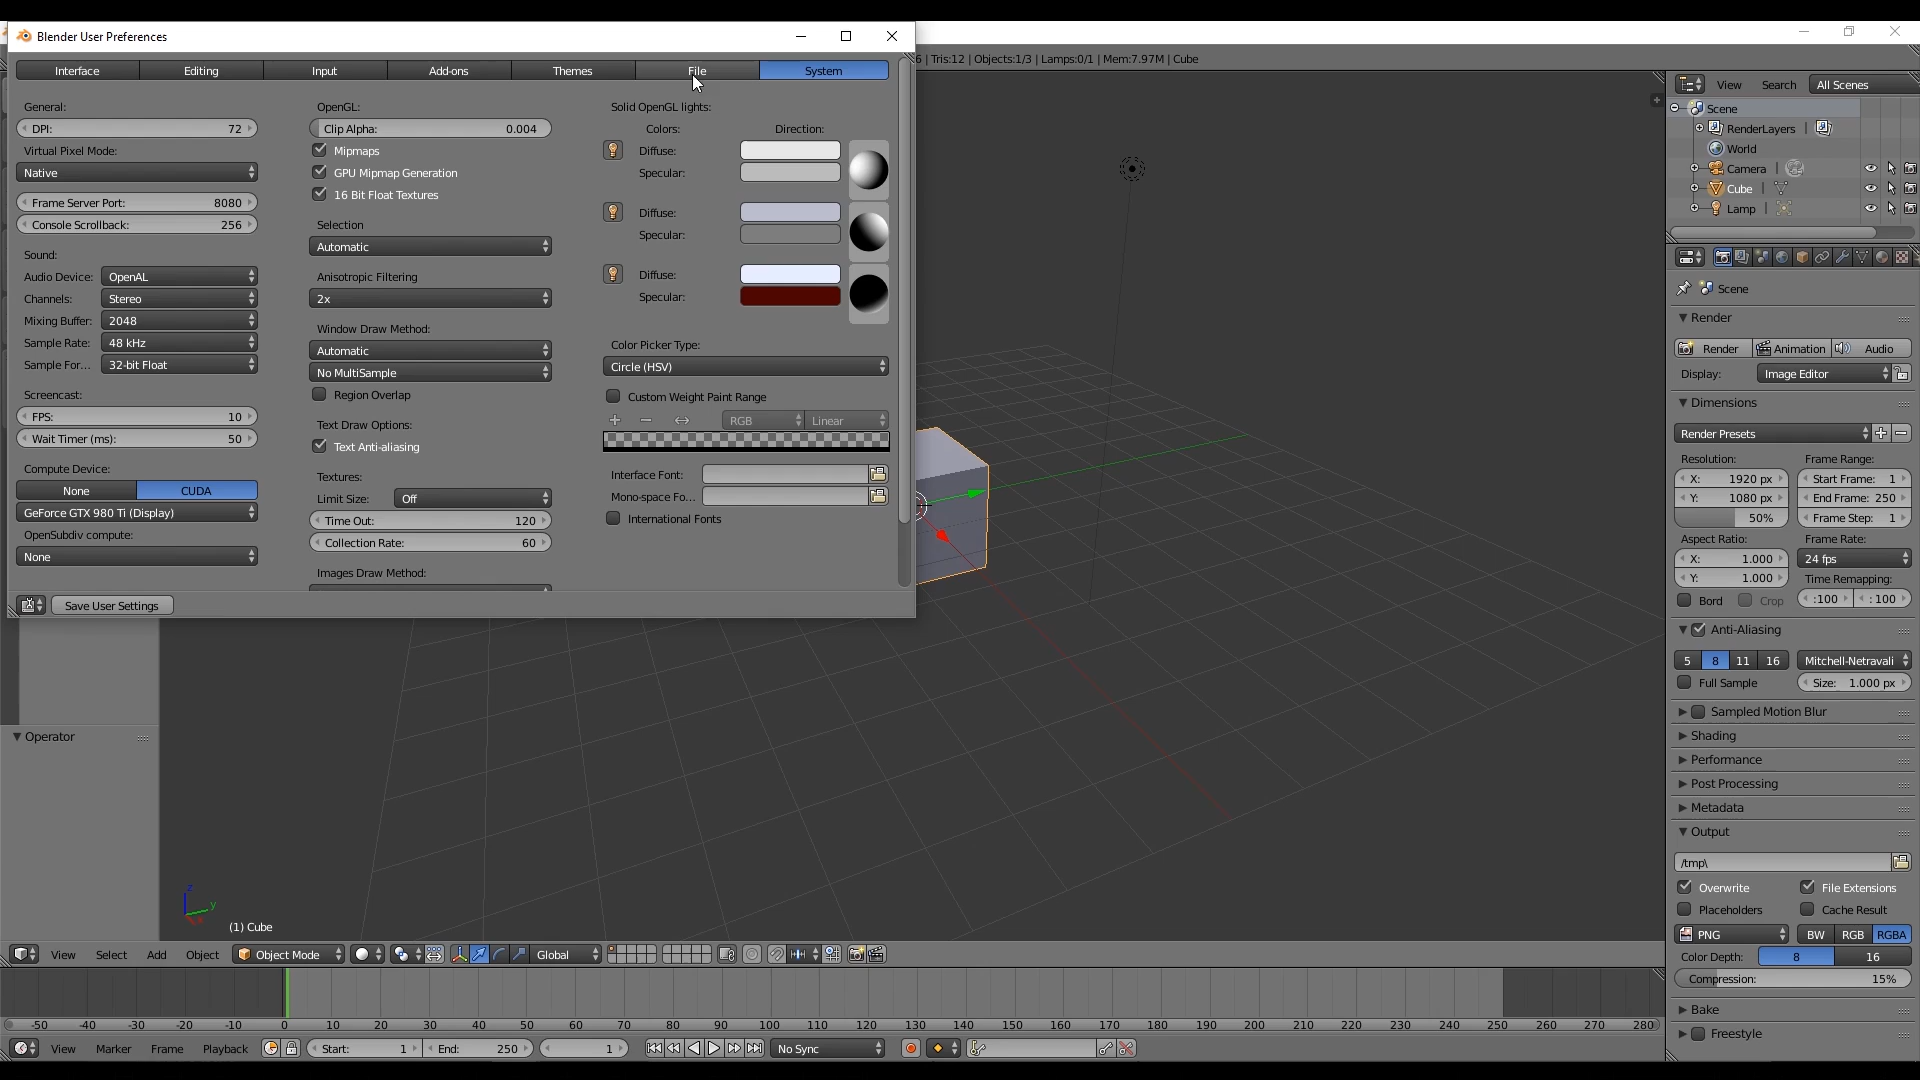 Blender User Preferences
6 | Tris:12 | Objects:1/3 | Lamps:0/1 | Mem:7.97M | Cube
Interface Editing Input Add-ons Themes File System
General:
DPI: 72
Virtual Pixel Mode:
Native
Frame Server Port: 8080
Console Scrollback: 256
Sound:
Audio Device: OpenAL
Channels: Stereo
Mixing Buffer: 2048
Sample Rate: 48 kHz
Sample For... 32-bit Float
Screencast:
FPS: 10
Wait Timer (ms): 50
Compute Device:
None CUDA
GeForce GTX 980 Ti (Display)
OpenSubdiv compute:
None
OpenGL:
Clip Alpha: 0.004
Mipmaps
GPU Mipmap Generation
16 Bit Float Textures
Selection
Automatic
Anisotropic Filtering
2x
Window Draw Method:
Automatic
No MultiSample
Region Overlap
Text Draw Options:
Text Anti-aliasing
Textures:
Limit Size: Off
Time Out: 120
Collection Rate: 60
Images Draw Method:
Solid OpenGL lights:
Colors: Direction:
Diffuse:
Specular:
Diffuse:
Specular:
Diffuse:
Specular:
Color Picker Type:
Circle (HSV)
Custom Weight Paint Range
RGB Linear
Interface Font:
Mono-space Fo...
International Fonts
Save User Settings
Operator
z
y
(1) Cube
View Select Add Object Object Mode Global
-50 -40 -30 -20 -10 0 10 20 30 40 50 60 70 80 90 100 110 120 130 140 150 160 170 180 190 200 210 220 230 240 250 260 270 280
View Marker Frame Playback Start: 1 End: 250 1 No Sync
View Search All Scenes
Scene
RenderLayers
World
Camera
Cube
Lamp
Scene
Render
Render Animation Audio
Display: Image Editor
Dimensions
Render Presets
Resolution: Frame Range:
X: 1920 px Start Frame: 1
Y: 1080 px End Frame: 250
50% Frame Step: 1
Aspect Ratio: Frame Rate:
X: 1.000 24 fps
Y: 1.000 Time Remapping:
Bord Crop :100 : 100
Anti-Aliasing
5 8 11 16 Mitchell-Netravali
Full Sample Size: 1.000 px
Sampled Motion Blur
Shading
Performance
Post Processing
Metadata
Output
/tmp\
Overwrite File Extensions
Placeholders Cache Result
PNG BW RGB RGBA
Color Depth: 8 16
Compression: 15%
Bake
Freestyle